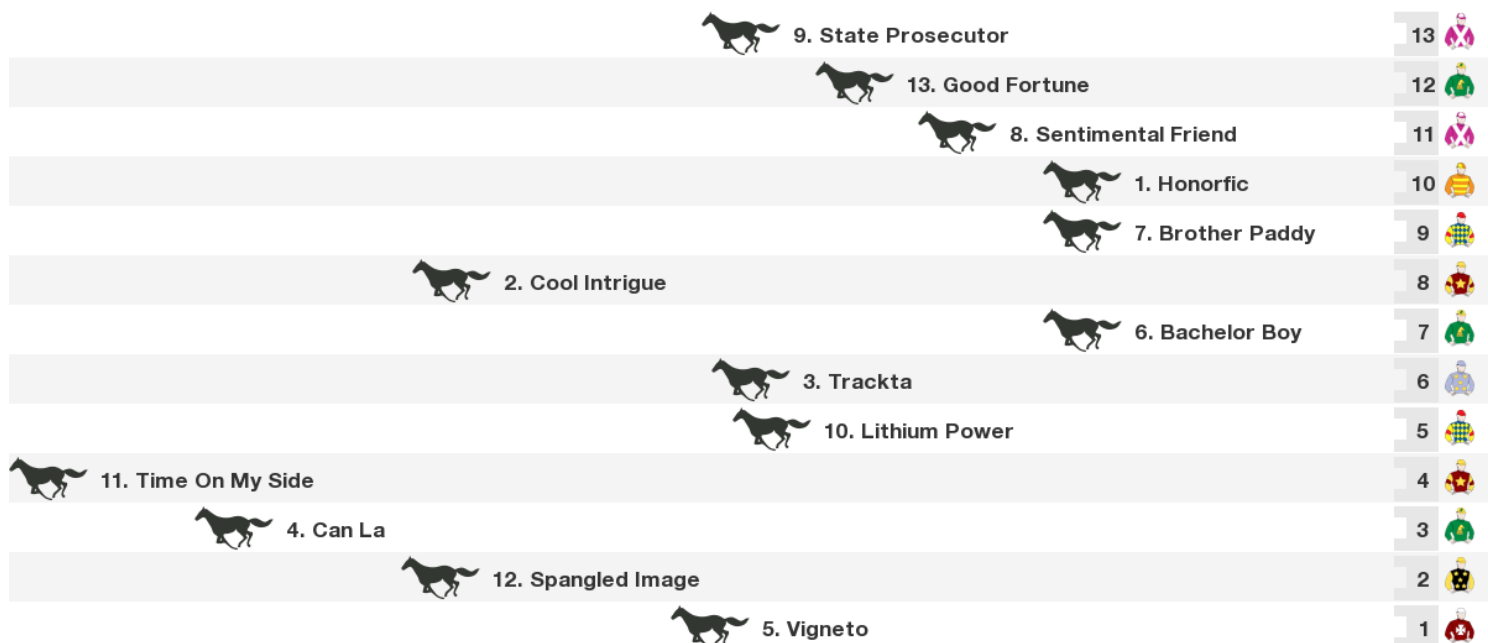 9. State Prosecutor 13
13. Good Fortune 12
8. Sentimental Friend 11
1. Honorfic 10
7. Brother Paddy 9
2. Cool Intrigue 8
6. Bachelor Boy 7
3. Trackta 6
10. Lithium Power 5
11. Time On My Side 4
4. Can La 3
12. Spangled Image 2
5. Vigneto 1